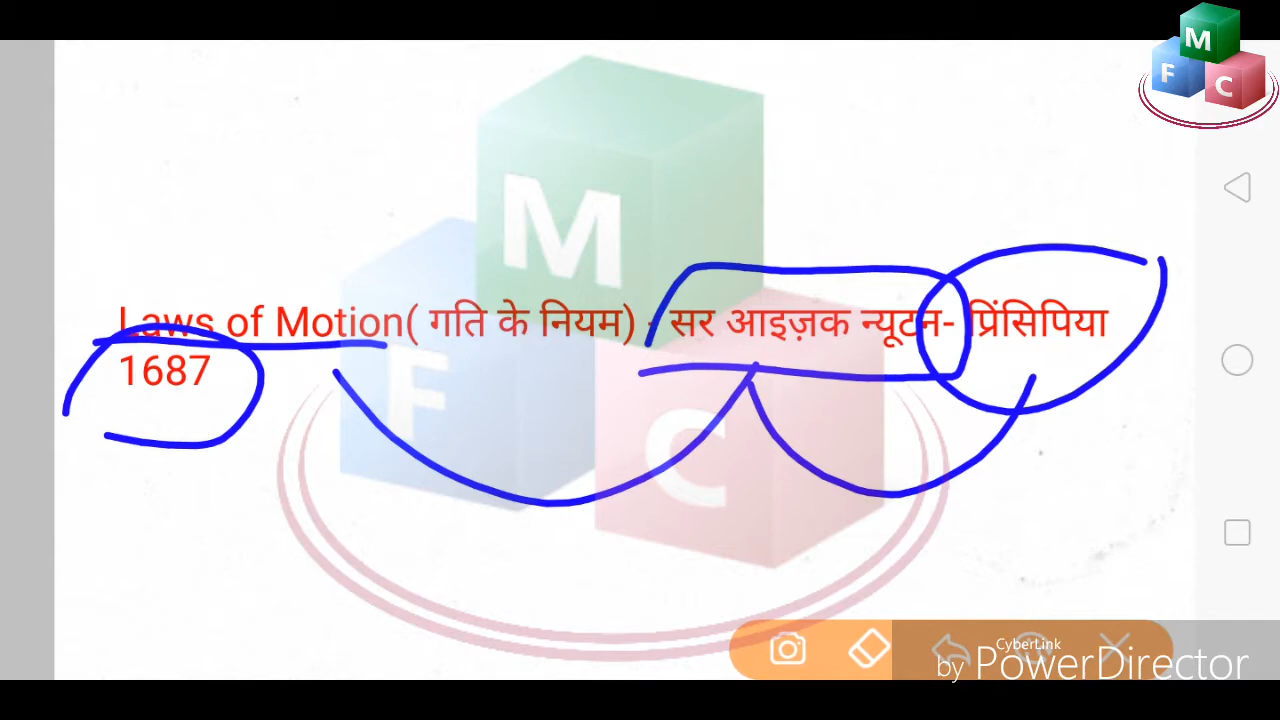 M
F
C
M
Laws of Motion( गति के नियम) - सर आइज़क न्यूटन- प्रिंसिपिया
1687
F
C
CyberLink
by PowerDirector